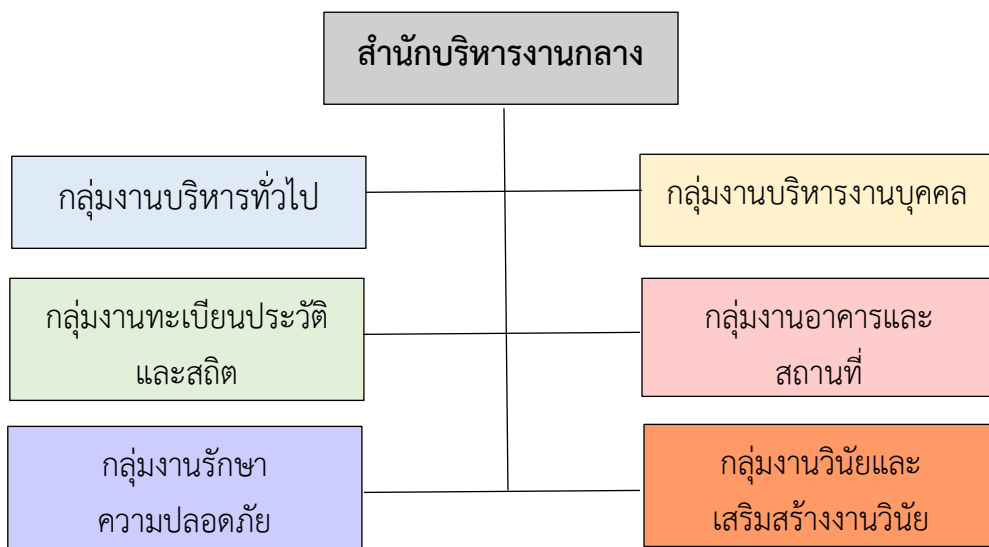 สำนักบริหารงานกลาง
กลุ่มงานบริหารทั่วไป
กลุ่มงานบริหารงานบุคคล
กลุ่มงานทะเบียนประวัติ
และสถิต
กลุ่มงานอาคารและ
สถานที่
กลุ่มงานรักษา
ความปลอดภัย
กลุ่มงานวินัยและ
เสริมสร้างงานวินัย